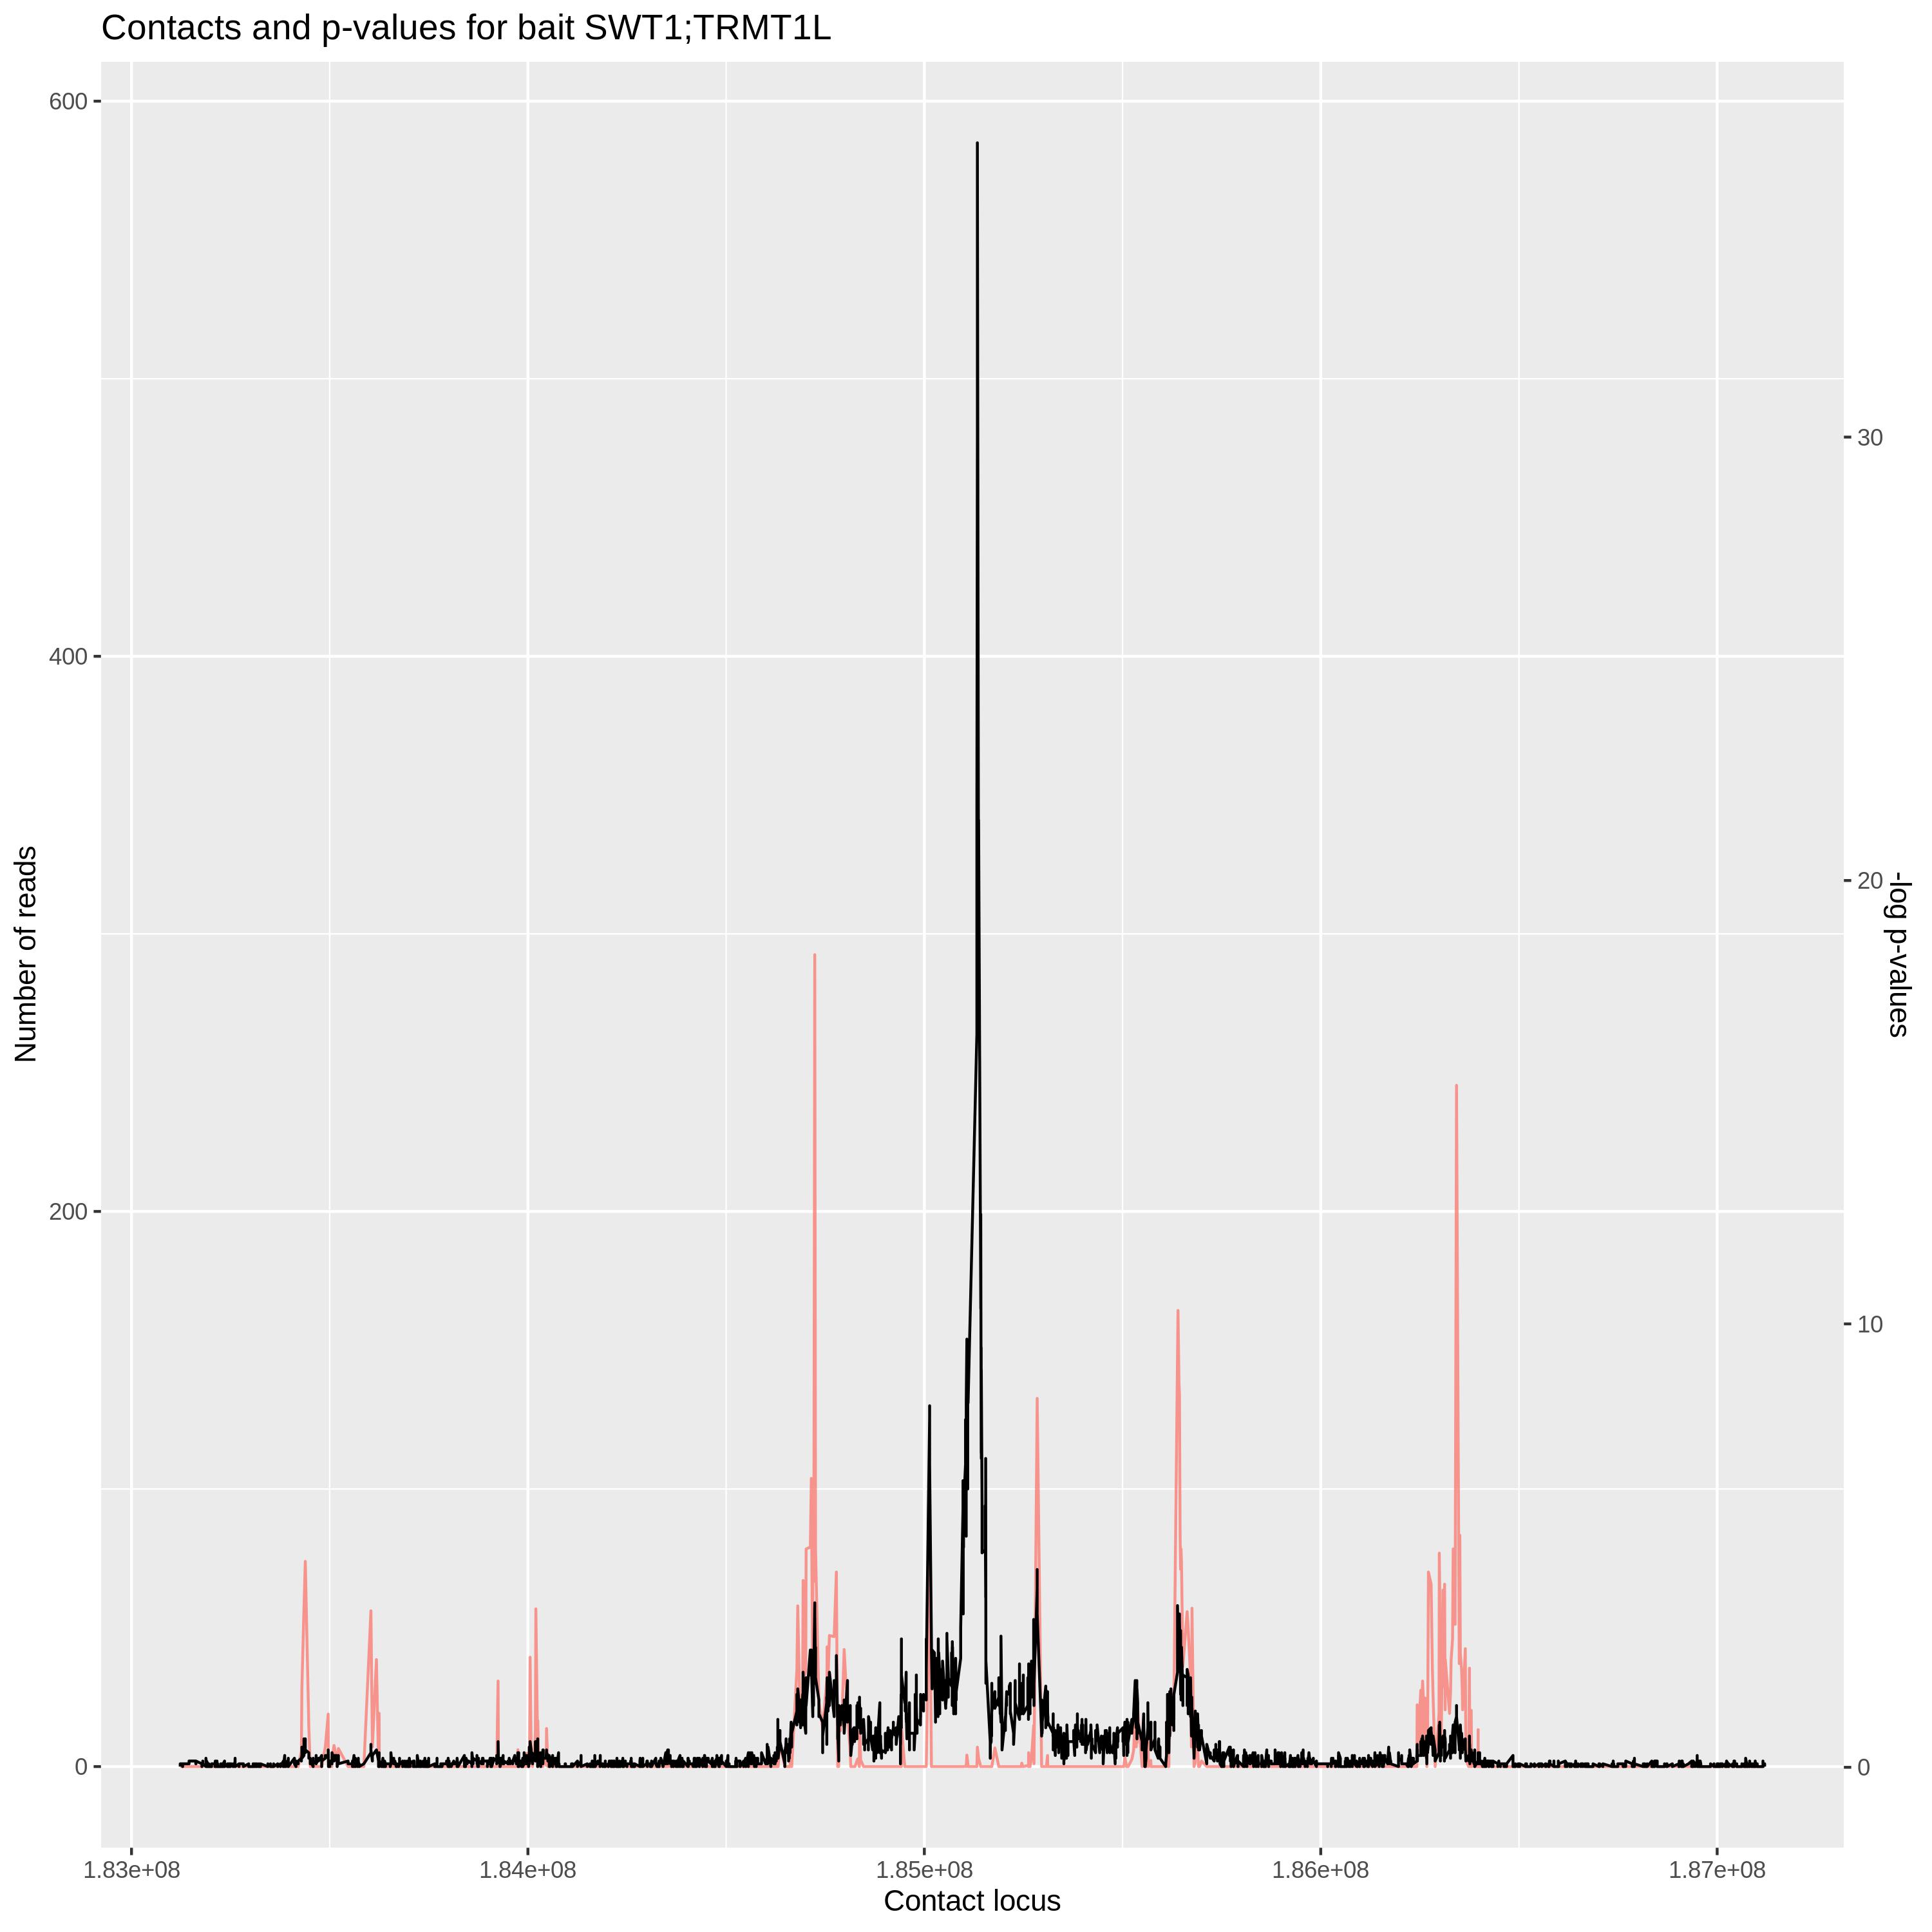 Contacts and p-values for bait SWT1;TRMT1L
600
400
200
0
Number of reads
30
20
10
0
-log p-values
1.83e+08
1.84e+08
1.85e+08
1.86e+08
1.87e+08
Contact locus